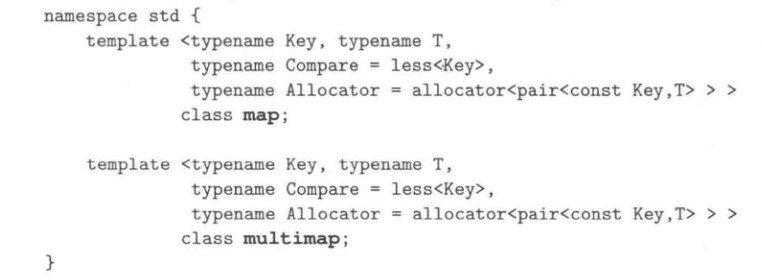 namespace std {
    template <typename Key, typename T,
              typename Compare = less<Key>,
              typename Allocator = allocator<pair<const Key,T> > >
             class map;

    template <typename Key, typename T,
              typename Compare = less<Key>,
              typename Allocator = allocator<pair<const Key,T> > >
             class multimap;
}